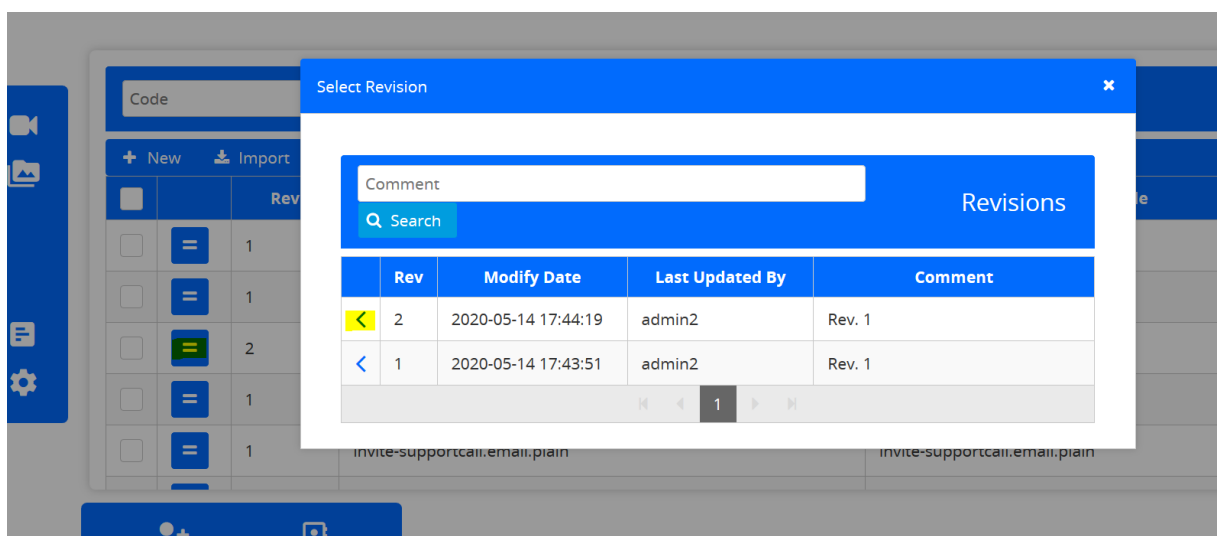 Select Revision
Code
New Import
Comment
Revisions
Search
Rev
Rev Modify Date Last Updated By Comment
1
2 2020-05-14 17:44:19 admin2 Rev. 1
1
1 2020-05-14 17:43:51 admin2 Rev. 1
2
1
1
1 invite-supportcall.email.plain invite-supportcall.email.plain